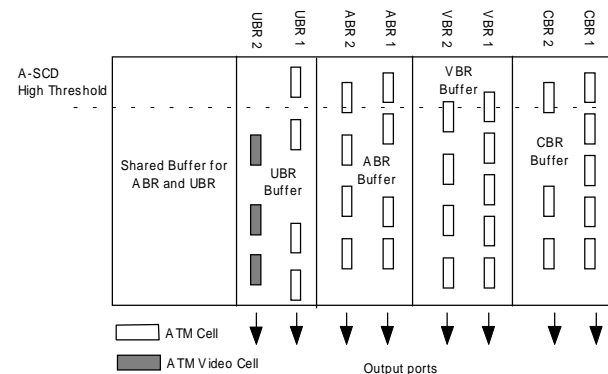 UBR 2
UBR 1
ABR 2
ABR 1
VBR 2
VBR 1
CBR 2
CBR 1
A-SCD
High Threshold
Shared Buffer for
ABR and UBR
UBR
Buffer
ABR
Buffer
VBR
Buffer
CBR
Buffer
ATM Cell
ATM Video Cell
Output ports